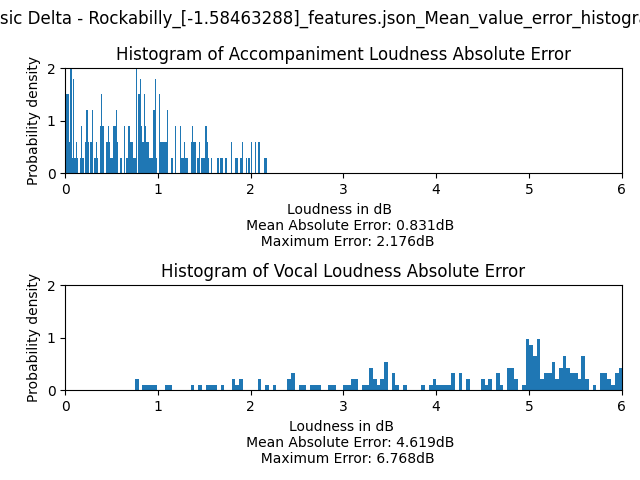 sic Delta - Rockabilly_[-1.58463288]_features.json_Mean_value_error_histogra
Histogram of Accompaniment Loudness Absolute Error
Probability density
2
1
0
0 1 2 3 4 5 6
Loudness in dB
Mean Absolute Error: 0.831dB
Maximum Error: 2.176dB
Histogram of Vocal Loudness Absolute Error
Probability density
2
1
0
0 1 2 3 4 5 6
Loudness in dB
Mean Absolute Error: 4.619dB
Maximum Error: 6.768dB